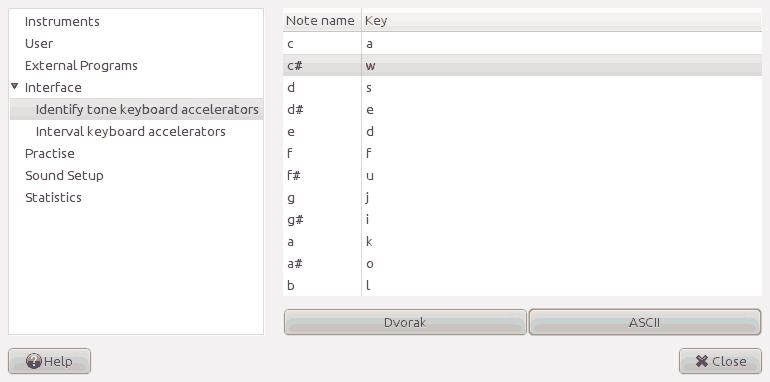 Instruments
User
External Programs
Interface
Identify tone keyboard accelerators
Interval keyboard accelerators
Practise
Sound Setup
Statistics
Note name Key
c a
c# w
d s
d# e
e d
f f
f# u
g j
g# i
a k
a# o
b l
Dvorak ASCII
Help Close